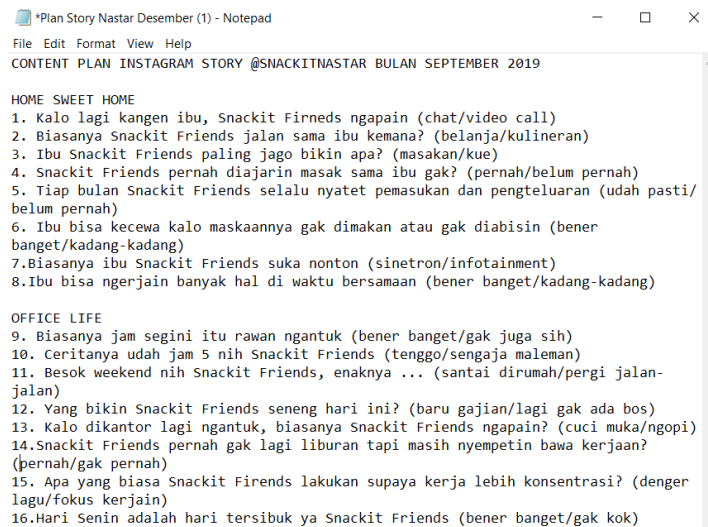 *Plan Story Nastar Desember (1) - Notepad
File Edit Format View Help
CONTENT PLAN INSTAGRAM STORY @SNACKITNASTAR BULAN SEPTEMBER 2019
HOME SWEET HOME
1. Kalo lagi kangen ibu, Snackit Firneds ngapain (chat/video call)
2. Biasanya Snackit Friends jalan sama ibu kemana? (belanja/kulineran)
3. Ibu Snackit Friends paling jago bikin apa? (masakan/kue)
4. Snackit Friends pernah diajarin masak sama ibu gak? (pernah/belum pernah)
5. Tiap bulan Snackit Friends selalu nyatet pemasukan dan pengteluaran (udah pasti/
belum pernah)
6. Ibu bisa kecewa kalo maskaannya gak dimakan atau gak diabisin (bener
banget/kadang-kadang)
7.Biasanya ibu Snackit Friends suka nonton (sinetron/infotainment)
8.Ibu bisa ngerjain banyak hal di waktu bersamaan (bener banget/kadang-kadang)
OFFICE LIFE
9. Biasanya jam segini itu rawan ngantuk (bener banget/gak juga sih)
10. Ceritanya udah jam 5 nih Snackit Friends (tenggo/sengaja maleman)
11. Besok weekend nih Snackit Friends, enaknya ... (santai dirumah/pergi jalan-
jalan)
12. Yang bikin Snackit Friends seneng hari ini? (baru gajian/lagi gak ada bos)
13. Kalo dikantor lagi ngantuk, biasanya Snackit Friends ngapain? (cuci muka/ngopi)
14.Snackit Friends pernah gak lagi liburan tapi masih nyempetin bawa kerjaan?
(pernah/gak pernah)
15. Apa yang biasa Snackit Firends lakukan supaya kerja lebih konsentrasi? (denger
lagu/fokus kerjain)
16.Hari Senin adalah hari tersibuk ya Snackit Friends (bener banget/gak kok)